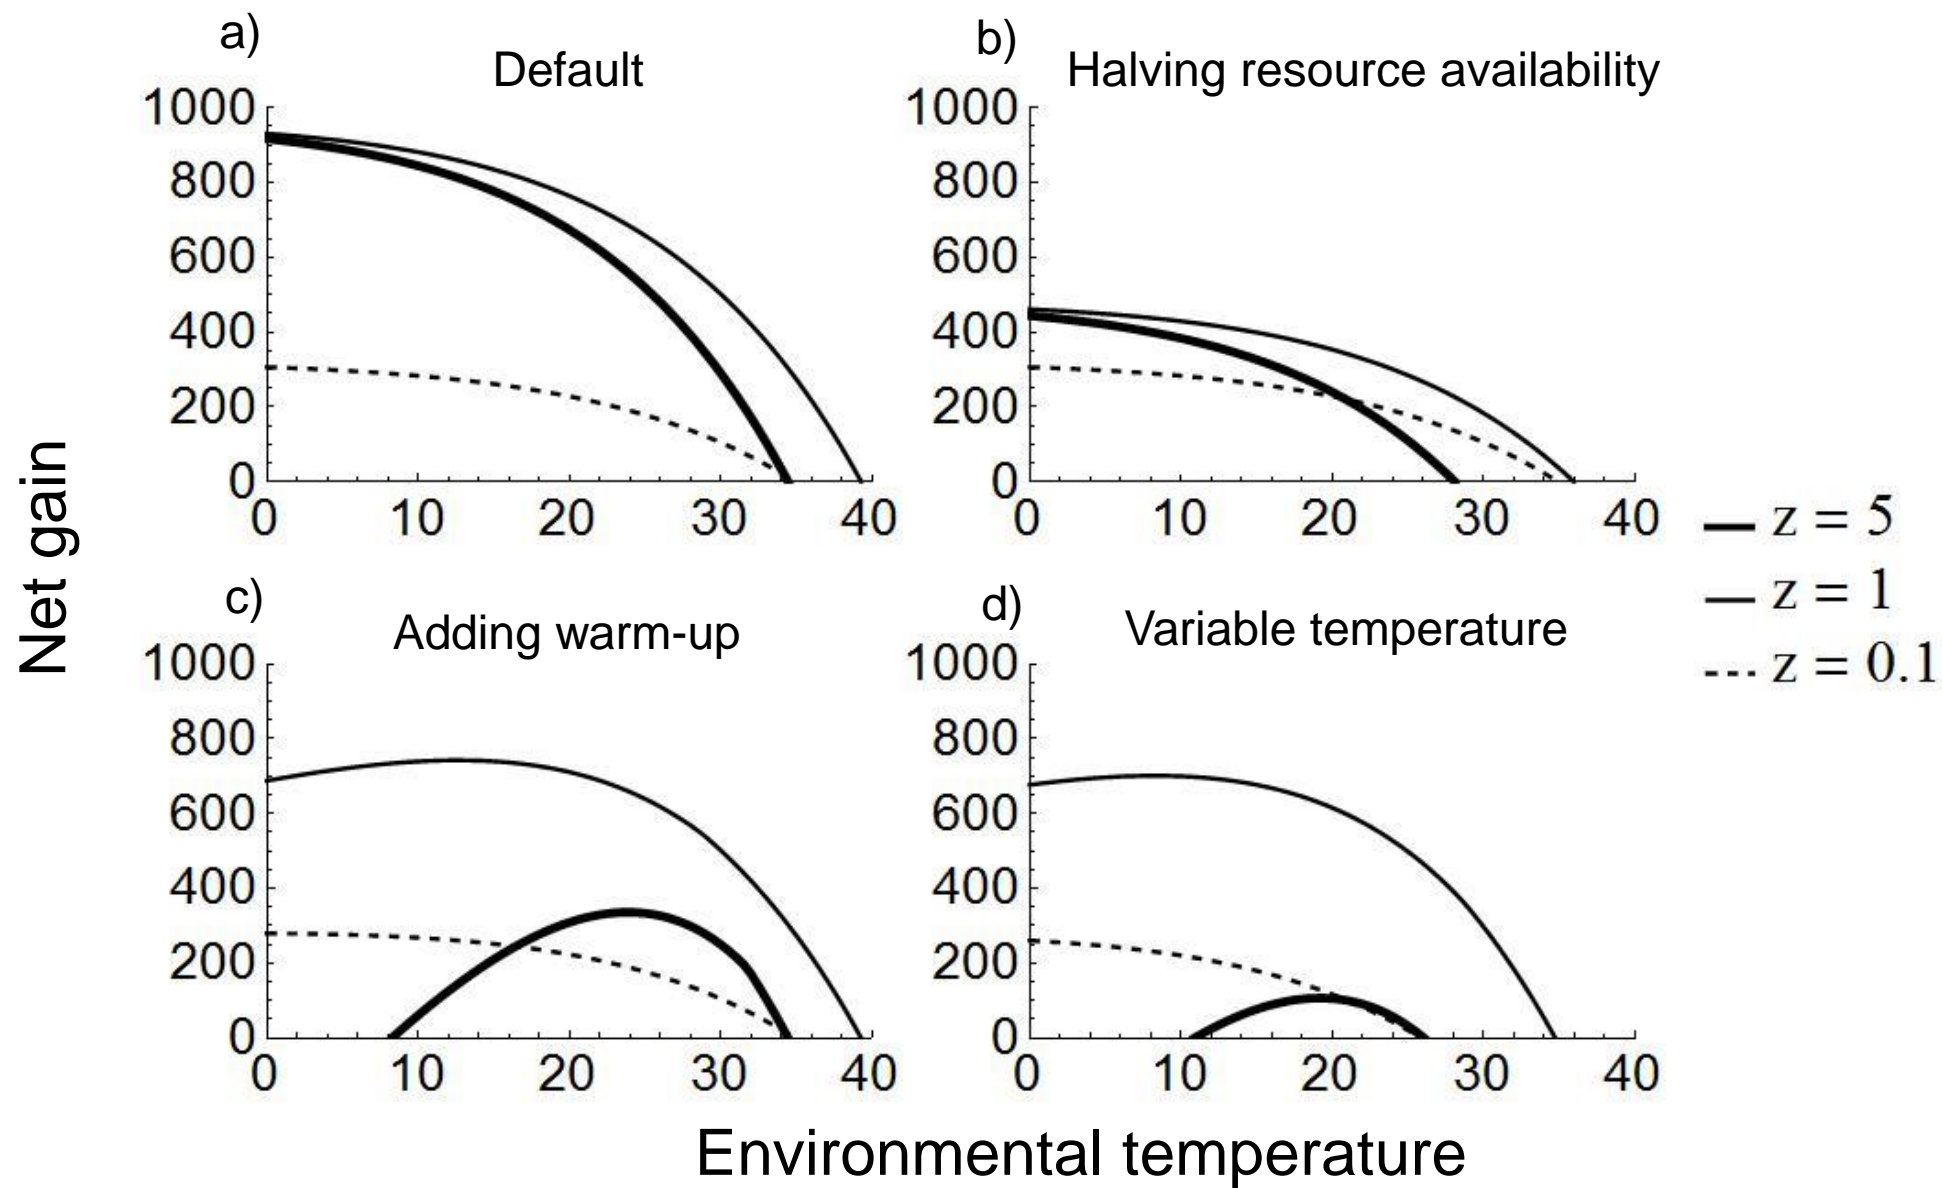 a)
Default
1000
800
600
400
200
0
0 10 20 30 40
b)
Halving resource availability
1000
800
600
400
200
0
0 10 20 30 40
c)
Adding warm-up
1000
800
600
400
200
0
0 10 20 30 40
d)
Variable temperature
1000
800
600
400
200
0
0 10 20 30 40
z = 5
z = 1
z = 0.1
Net gain
Environmental temperature